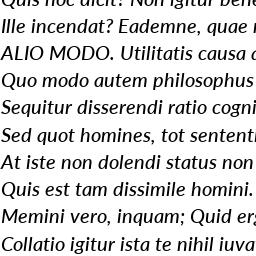 Quis hoc dicit? Non igitur bene
Ille incendat? Eademne, quae
ALIO MODO. Utilitatis causa
Quo modo autem philosophus
Sequitur disserendi ratio cogni
Sed quot homines, tot sententi
At iste non dolendi status non
Quis est tam dissimile homini.
Memini vero, inquam; Quid erg
Collatio igitur ista te nihil iuva